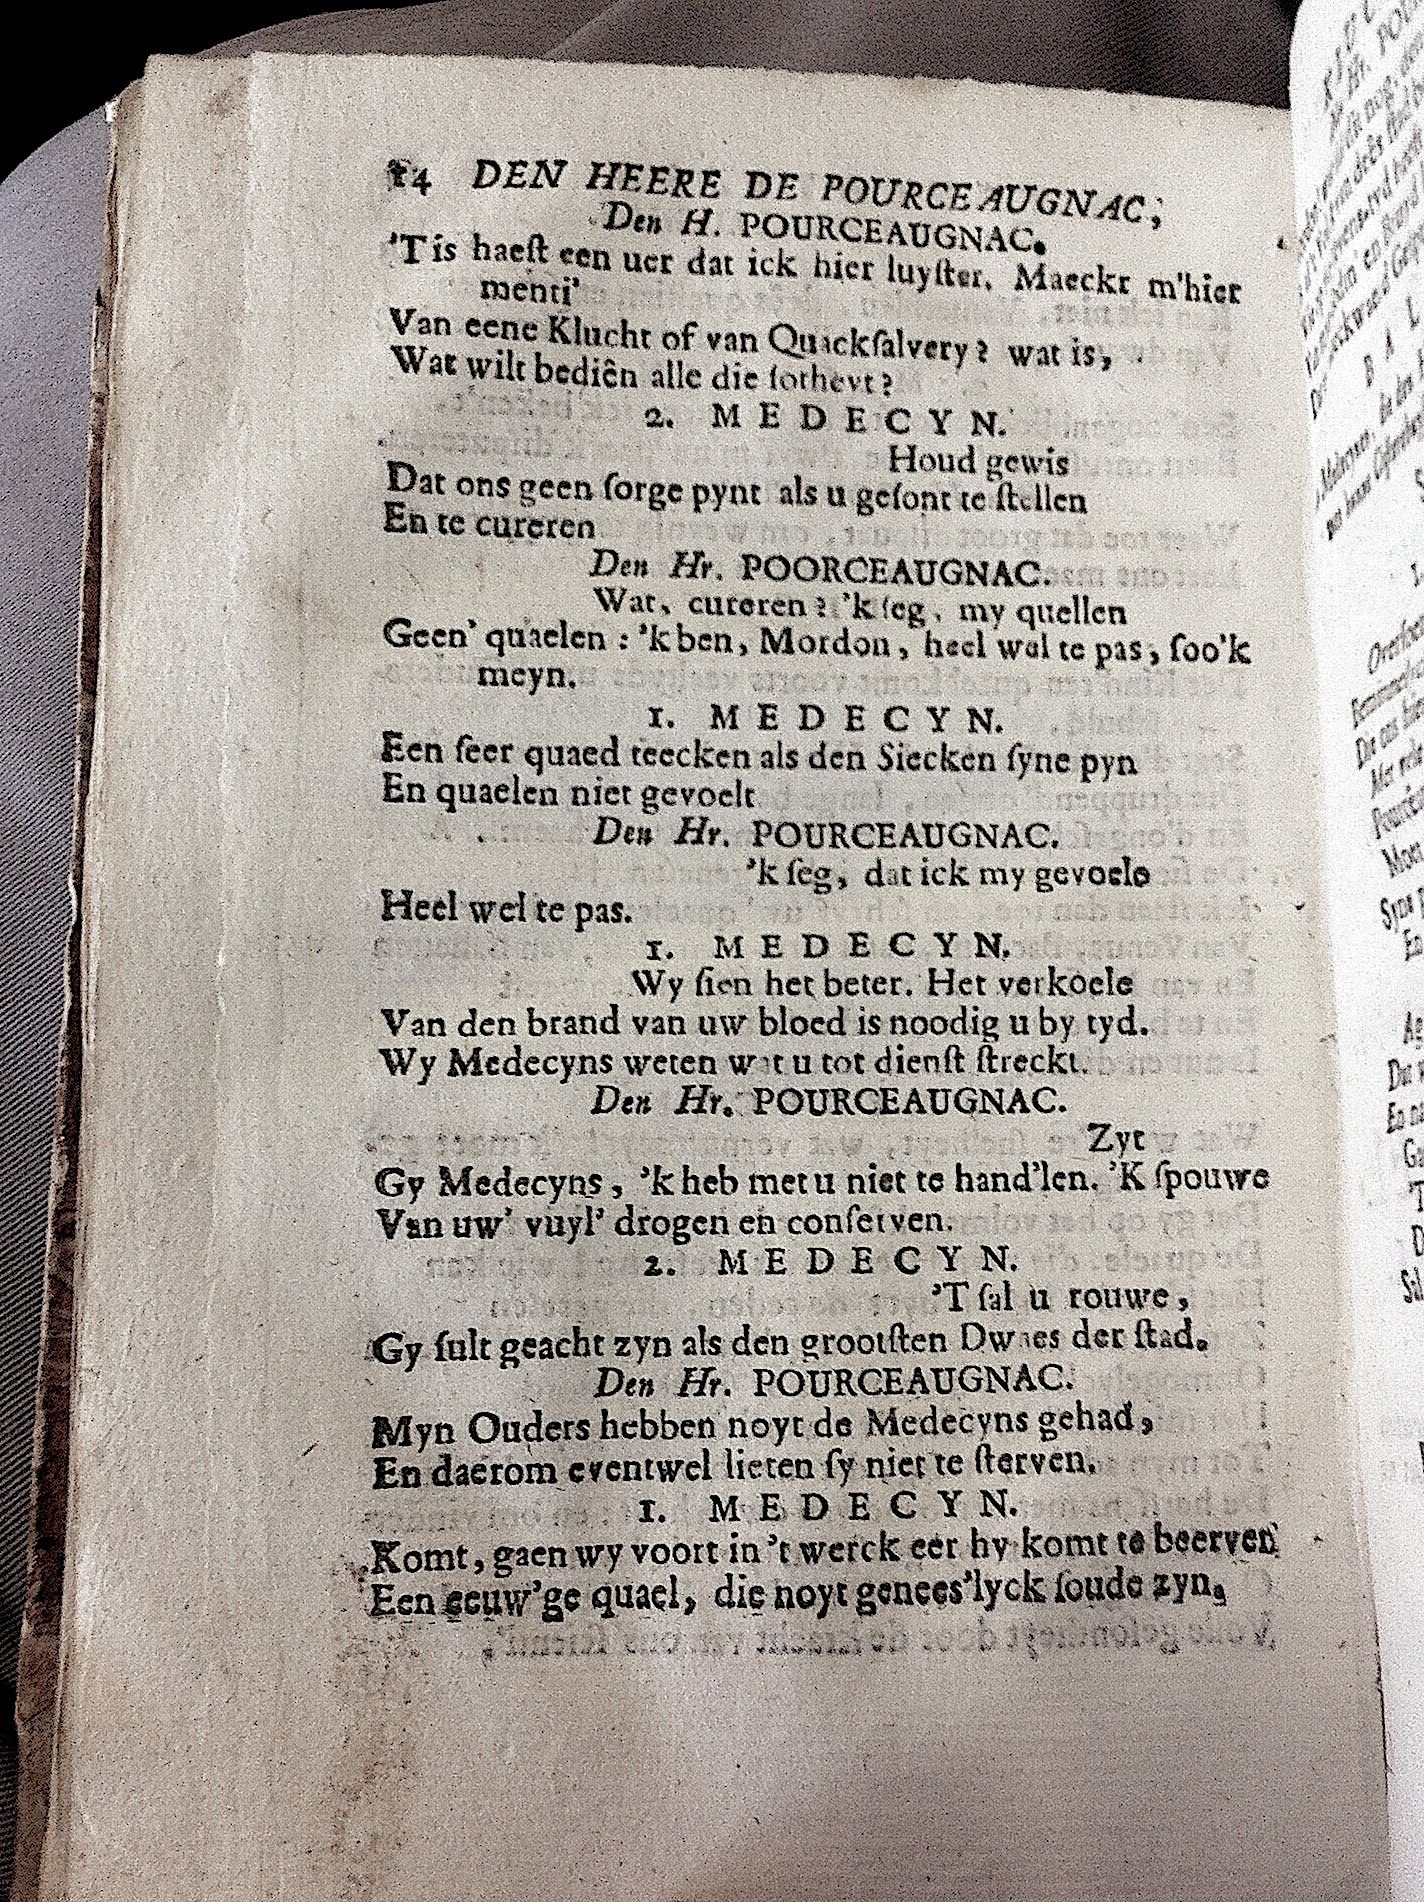 14 DEN HEERE DE POURCEAUGNAC,
Den H. POURCEAUGNAC.
'Tis haeſt een uer dat ick hier luyſter. Maeckt m'hier
menti'
Van eene Klucht of van Quackſalvery? wat is,
Wat wilt bediên alle die ſotheyt?
2. MEDECYN.
Houd gewis
Dat ons geen ſorge pynt als u geſont te ſtellen
En te cureren
Den Hr. POORCEAUGNAC.
Wat, cureren? 'k ſeg, my quellen
Geen' quaelen: 'k ben, Mordon, heel wel te pas, ſoo'k
meyn.
1. MEDECYN.
Een ſeer quaed teecken als den Siecken ſyne pyn
En quaelen niet gevoelt
Den Hr. POURCEAUGNAC.
'k ſeg, dat ick my gevoele
Heel wel te pas.
1. MEDECYN.
Wy ſien het beter. Het verkoele
Van den brand van uw bloed is noodig u by tyd.
Wy Medecyns weten wat u tot dienſt ſtreckt.
Den Hr. POURCEAUGNAC.
Zyt
Gy Medecyns, 'k heb met u niet te hand'len. 'K ſpouwe
Van uw' vuyl' drogen en conſerven.
2. MEDECYN.
'T ſal u rouwe,
Gy ſult geacht zyn als den grootſten Dwaes der ſtad.
Den Hr. POURCEAUGNAC.
Myn Ouders hebben noyt de Medecyns gehad,
En daerom eventwel lieten ſy niet te ſterven.
1. MEDECYN.
Komt, gaen wy voort in 't werck eer hy komt te beerven
Een eeuw'ge quael, die noyt genees'lyck ſoude zyn,